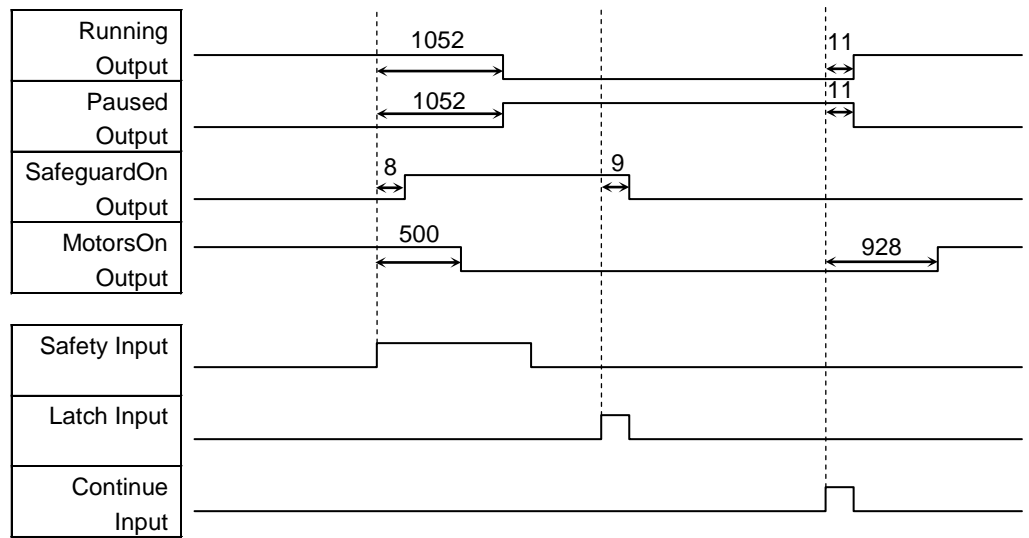 Running
Output
1052
11
Paused
Output
1052
11
SafeguardOn
Output
8
9
MotorsOn
Output
500
928
Safety Input
Latch Input
Continue
Input